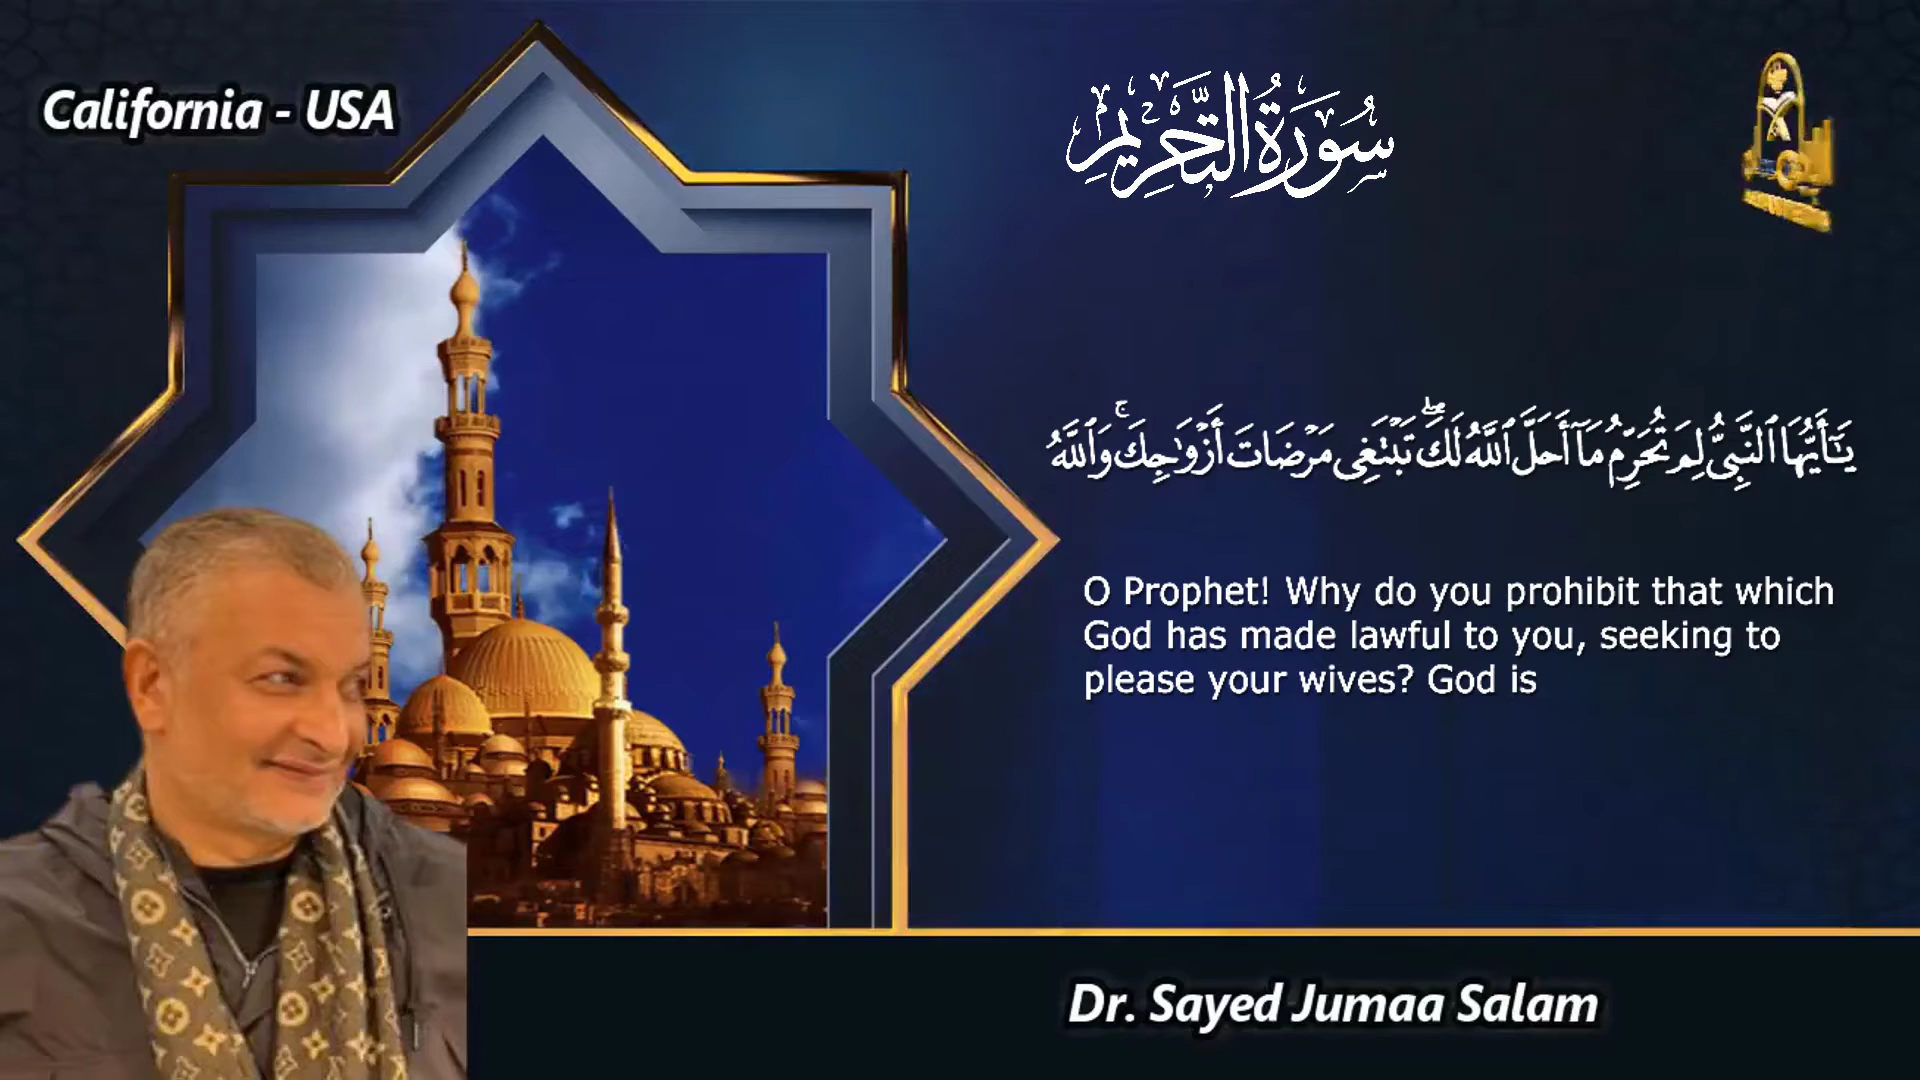 California - USA
سُورَةُ التَّحْرِيمِ
يَٰٓأَيُّهَا ٱلنَّبِىُّ لِمَ تُحَرِّمُ مَآ أَحَلَّ ٱللَّهُ لَكَ ۖ تَبْتَغِى مَرْضَاتَ أَزْوَٰجِكَ ۚ وَٱللَّهُ
O Prophet! Why do you prohibit that which
God has made lawful to you, seeking to
please your wives? God is
Dr. Sayed Jumaa Salam